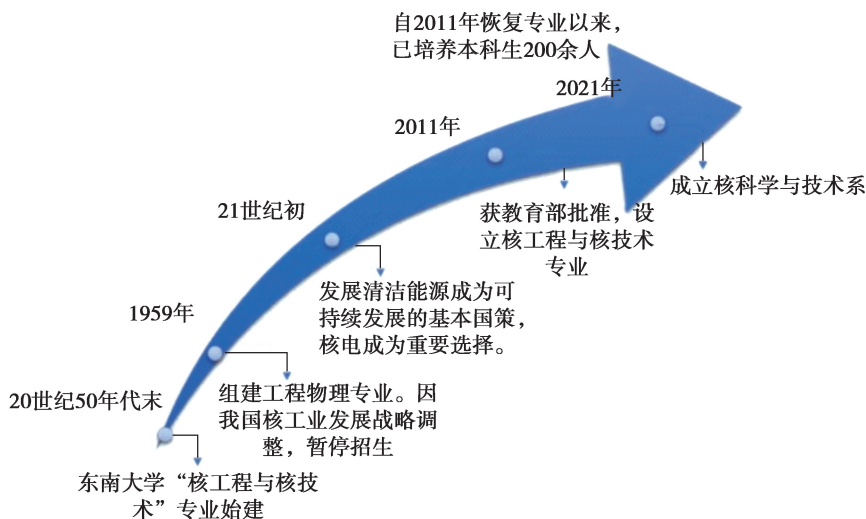 自2011年恢复专业以来，
已培养本科生200余人
2021年
2011年
成立核科学与技术系
21世纪初
获教育部批准，设
立核工程与核技术
专业
发展清洁能源成为可
持续发展的基本国策，
核电成为重要选择。
1959年
组建工程物理专业。因
我国核工业发展战略调
整，暂停招生
20世纪50年代末
东南大学“核工程与核技
术”专业始建